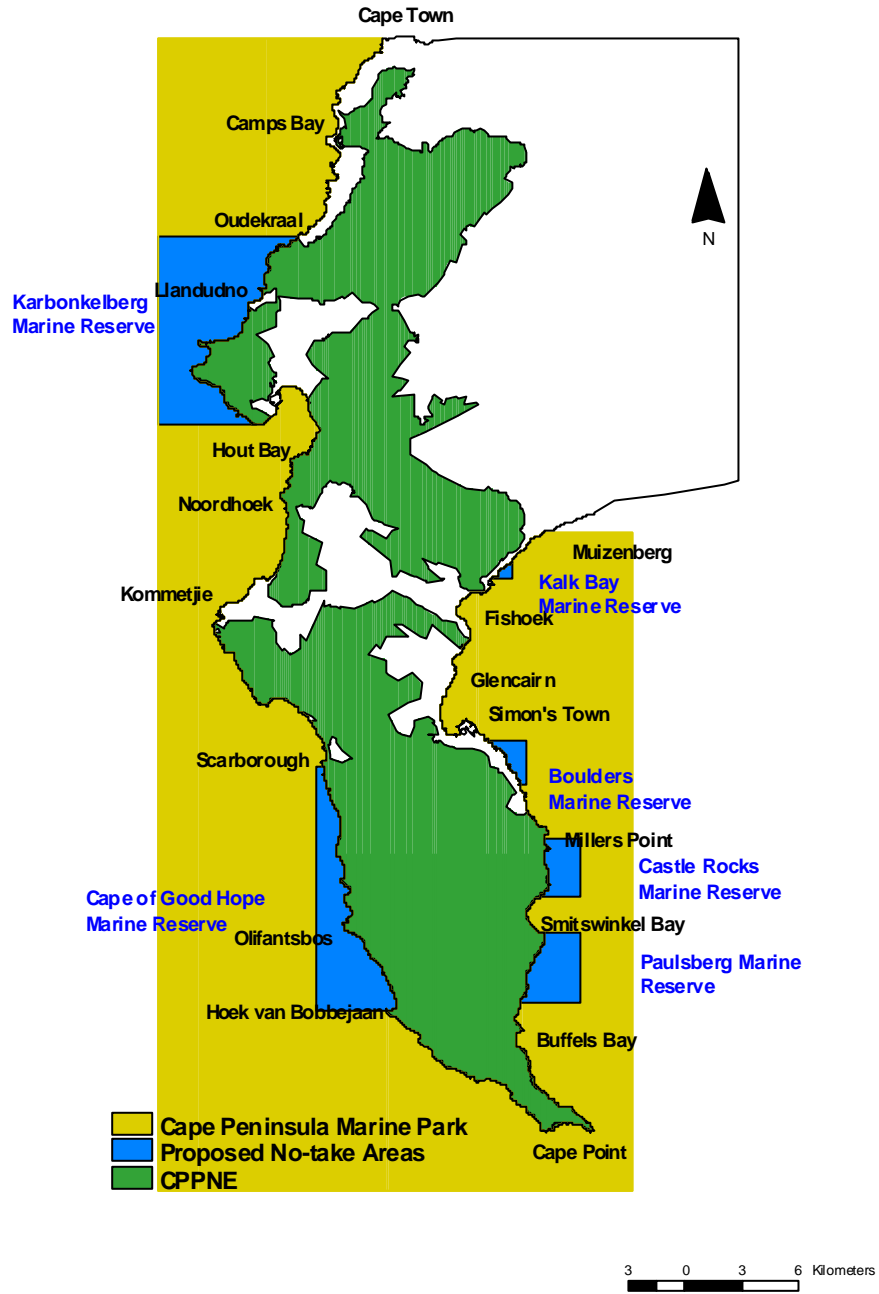 Cape Town
Camps Bay
Oudekraal
N
Llandudno
Karbonkelberg
Marine Reserve
Hout Bay
Noordhoek
Muizenberg
Kalk Bay
Marine Reserve
Kommetjie
Fishoek
Glencairn
Simon's Town
Scarborough
Boulders
Marine Reserve
Millers Point
Castle Rocks
Marine Reserve
Cape of Good Hope
Marine Reserve
Smitswinkel Bay
Olifantsbos
Paulsberg Marine
Reserve
Hoek van Bobbejaan
Buffels Bay
Cape Peninsula Marine Park
Proposed No-take Areas
CPPNE
Cape Point
3 0 3 6 Kilometers